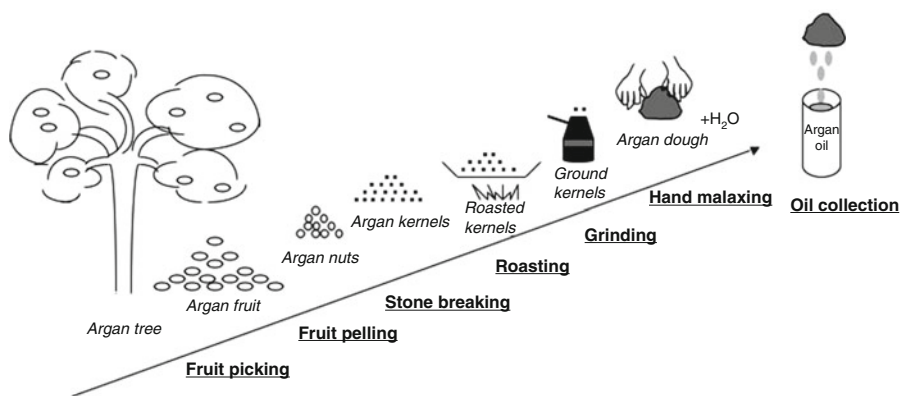 Argan tree
Argan fruit
Argan nuts
Argan kernels
Roasted
kernels
Ground
kernels
Argan dough
+H₂O
Argan
oil
Fruit picking
Fruit pelling
Stone breaking
Roasting
Grinding
Hand malaxing
Oil collection